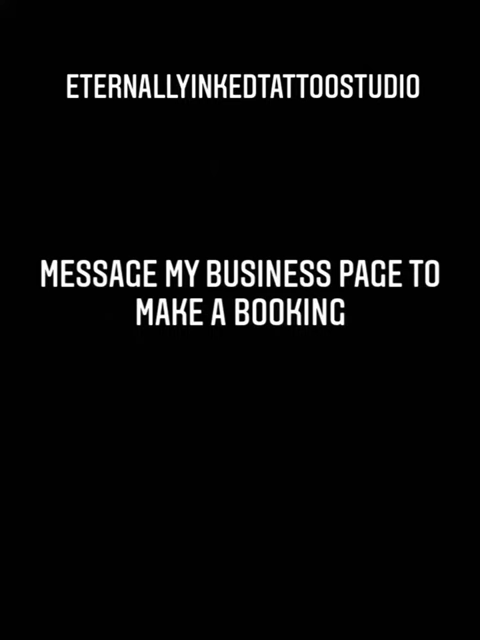 ETERNALLYINKEDTATTOOSTUDIO
MESSAGE MY BUSINESS PAGE TO
MAKE A BOOKING